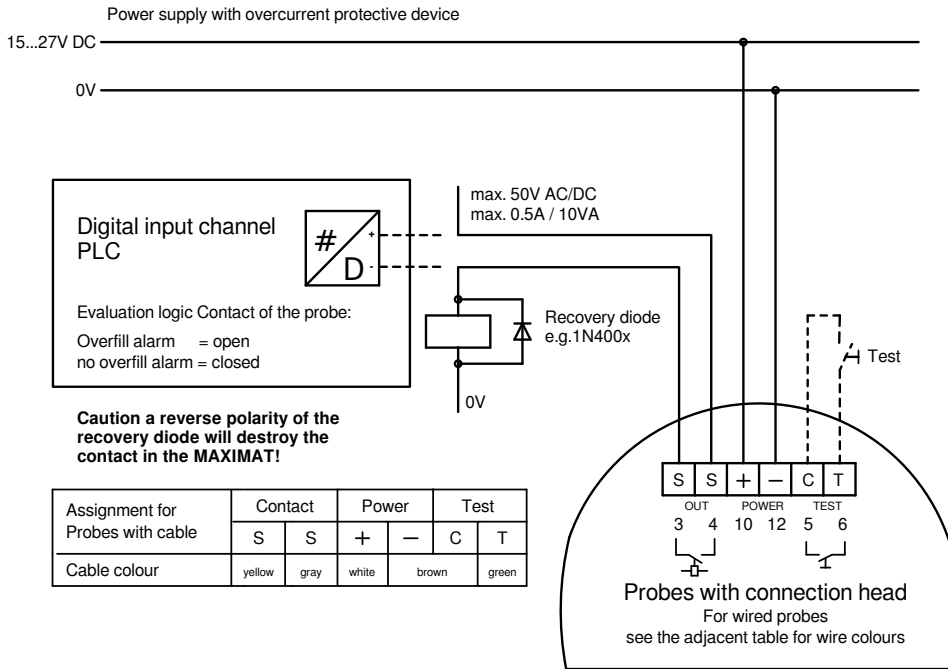 Power supply with overcurrent protective device
15...27V DC
0V
max. 50V AC/DC
max. 0.5A / 10VA
Digital input channel
PLC
#
D
+
-
Evaluation logic Contact of the probe:
Overfill alarm = open
no overfill alarm = closed
Recovery diode
e.g.1N400x
0V
Test
Caution a reverse polarity of the
recovery diode will destroy the
contact in the MAXIMAT!
Assignment for
Probes with cable
Contact Power Test
S S + − C T
Cable colour yellow gray white brown green
S S + − C T
OUT POWER TEST
3 4 10 12 5 6
Probes with connection head
For wired probes
see the adjacent table for wire colours